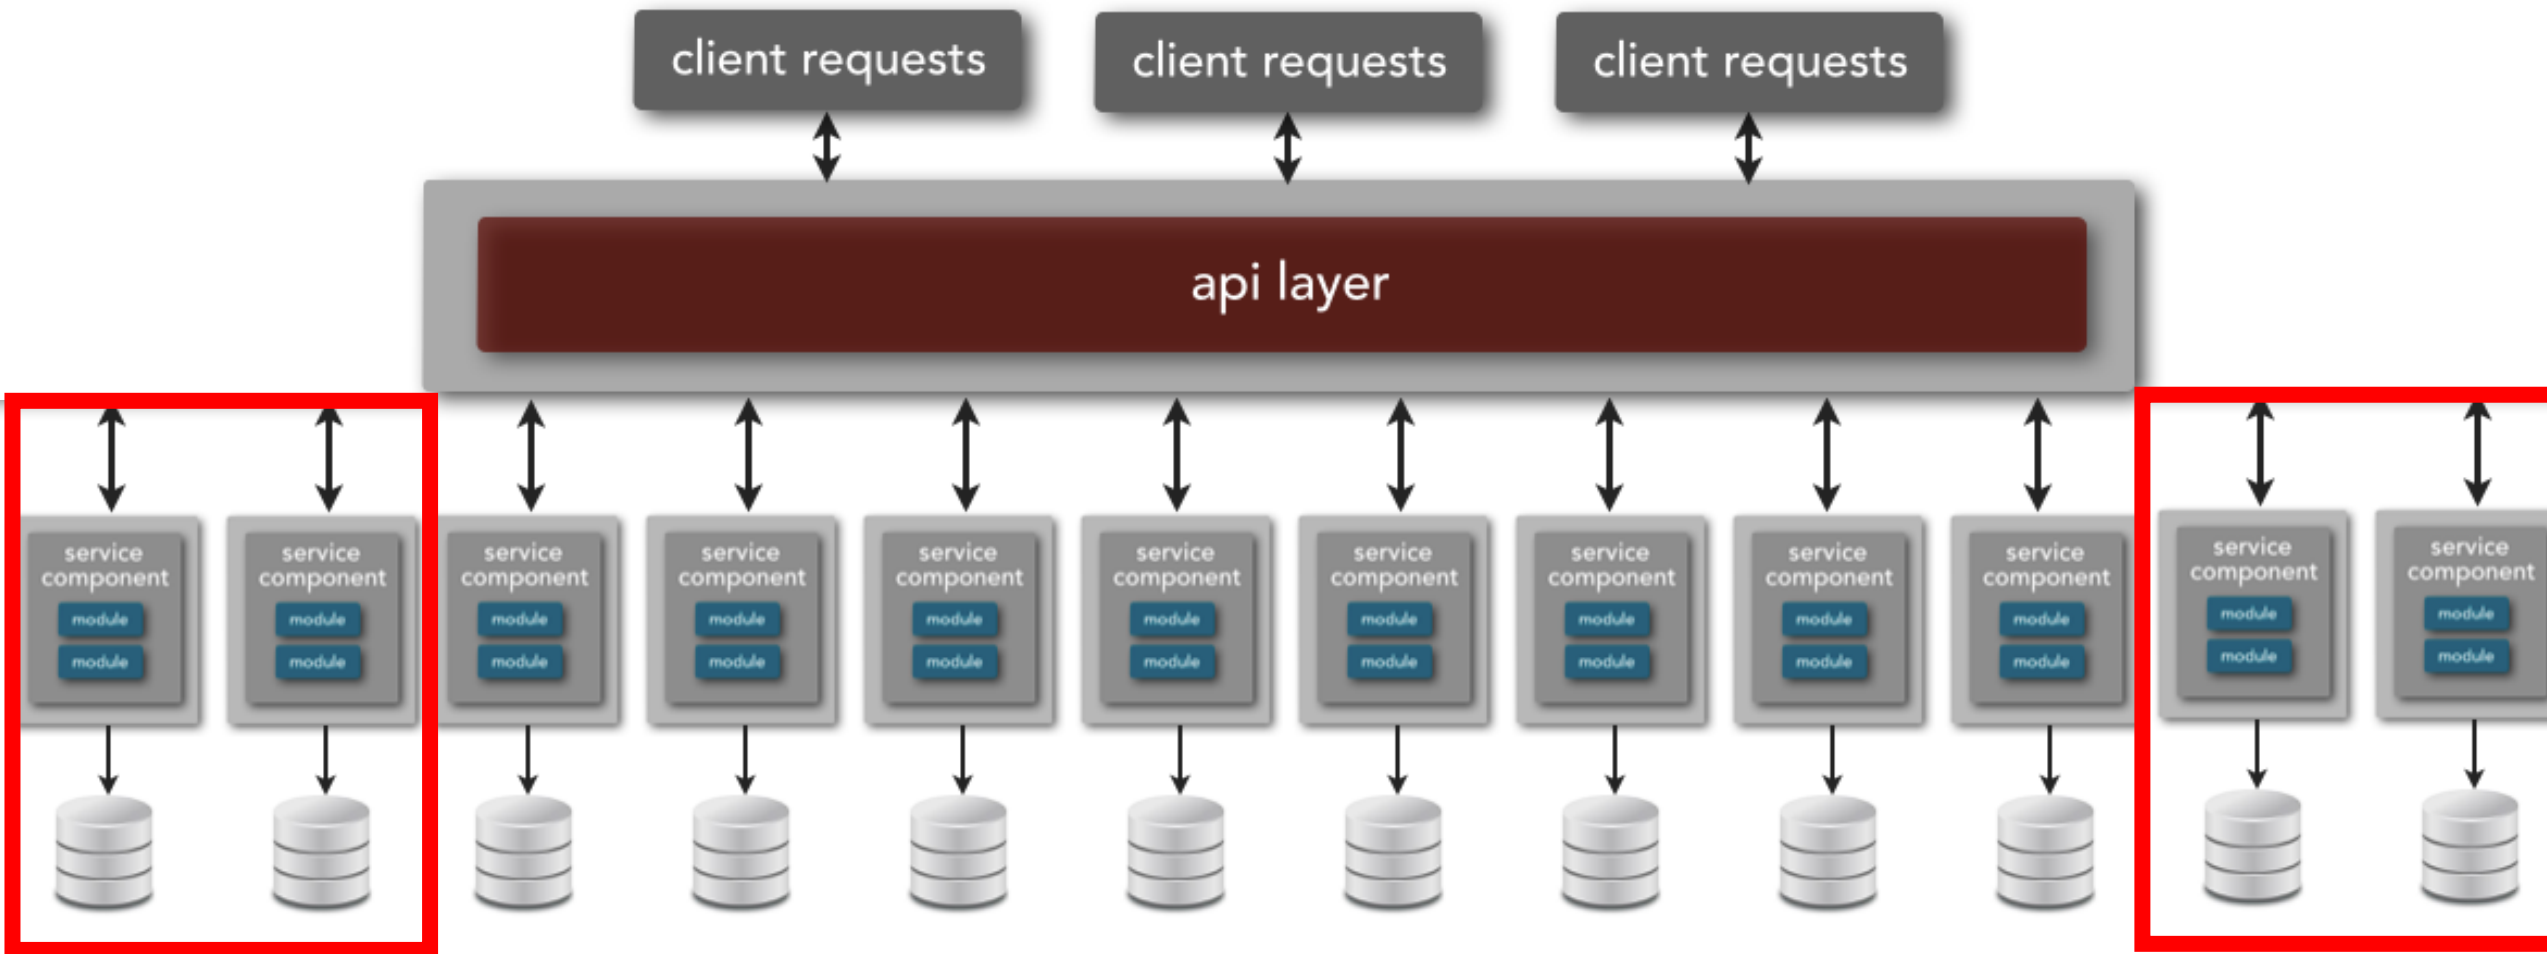 client requests
client requests
client requests
api layer
service
component
module
module
service
component
module
module
service
component
module
module
service
component
module
module
service
component
module
module
service
component
module
module
service
component
module
module
service
component
module
module
service
component
module
module
service
component
module
module
service
component
module
module
service
component
module
module